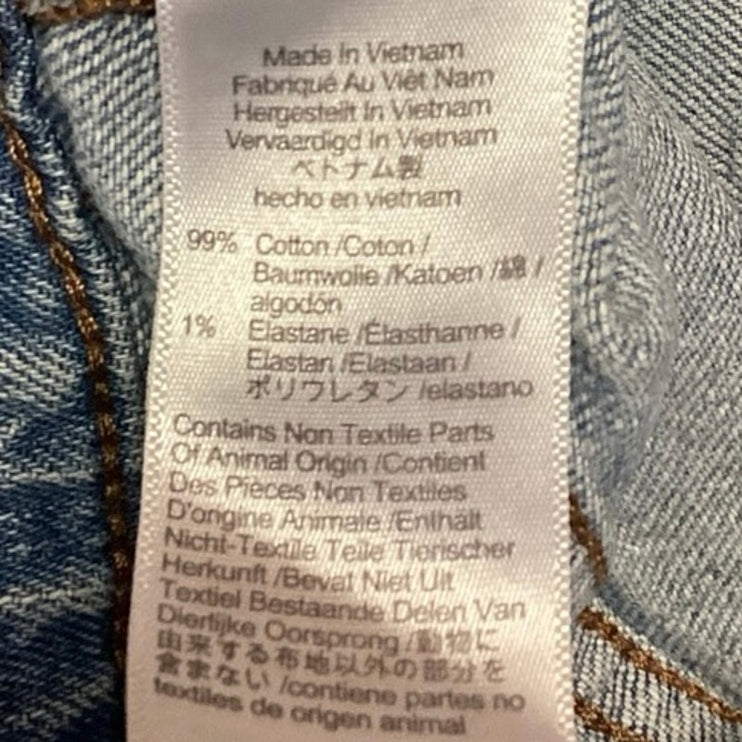 Made In Vietnam
Fabriqué Au Viêt Nam
Hergestellt In Vietnam
Vervaardigd In Vietnam
ベトナム製
hecho en vietnam
99% Cotton /Coton /
Baumwolle /Katoen /綿 /
algodón
1% Elastane /Élasthanne /
Elastan /Elastaan /
ポリウレタン /elastano
Contains Non Textile Parts
Of Animal Origin /Contient
Des Pièces Non Textiles
D'origine Animale /Enthält
Nicht-Textile Teile Tierischer
Herkunft /Bevat Niet Uit
Textiel Bestaande Delen Van
Dierlijke Oorsprong /動物に
由来する布地以外の部分を
含まない /contiene partes no
textiles de origen animal